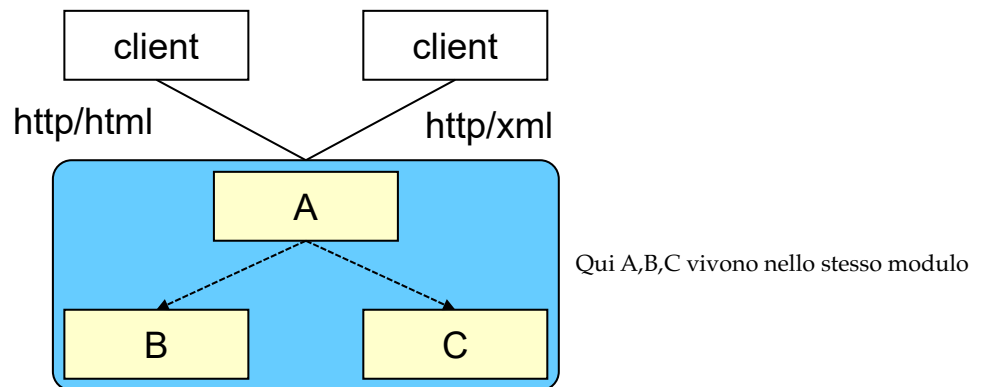 client
client
http/html
http/xml
A
Qui A,B,C vivono nello stesso modulo
B
C